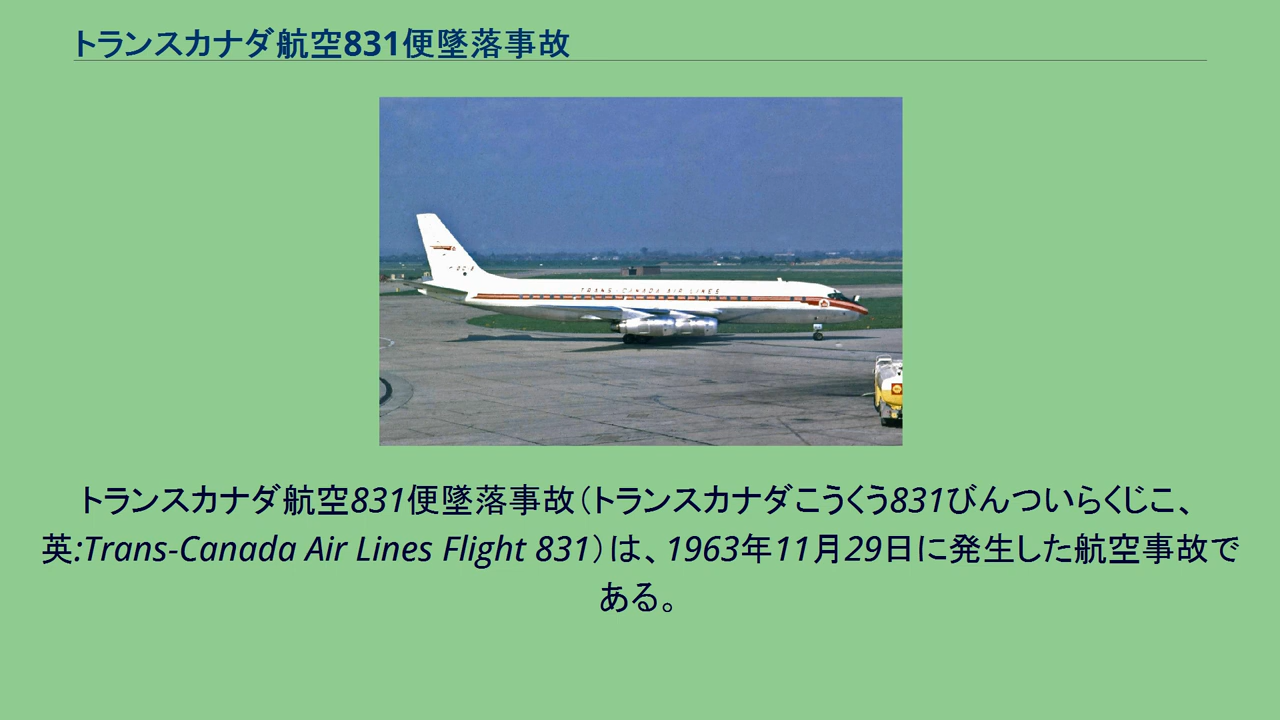 トランスカナダ航空831便墜落事故
TRANS-CANADA AIR LINES
トランスカナダ航空831便墜落事故（トランスカナダこうくう831びんついらくじこ、
英:Trans-Canada Air Lines Flight 831）は、1963年11月29日に発生した航空事故で
ある。